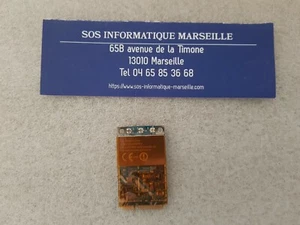 SOS INFORMATIQUE MARSEILLE
65B avenue de la Timone
13010 Marseille
Tel 04 65 85 36 68
https://www.sos-informatique-marseille.com
CE